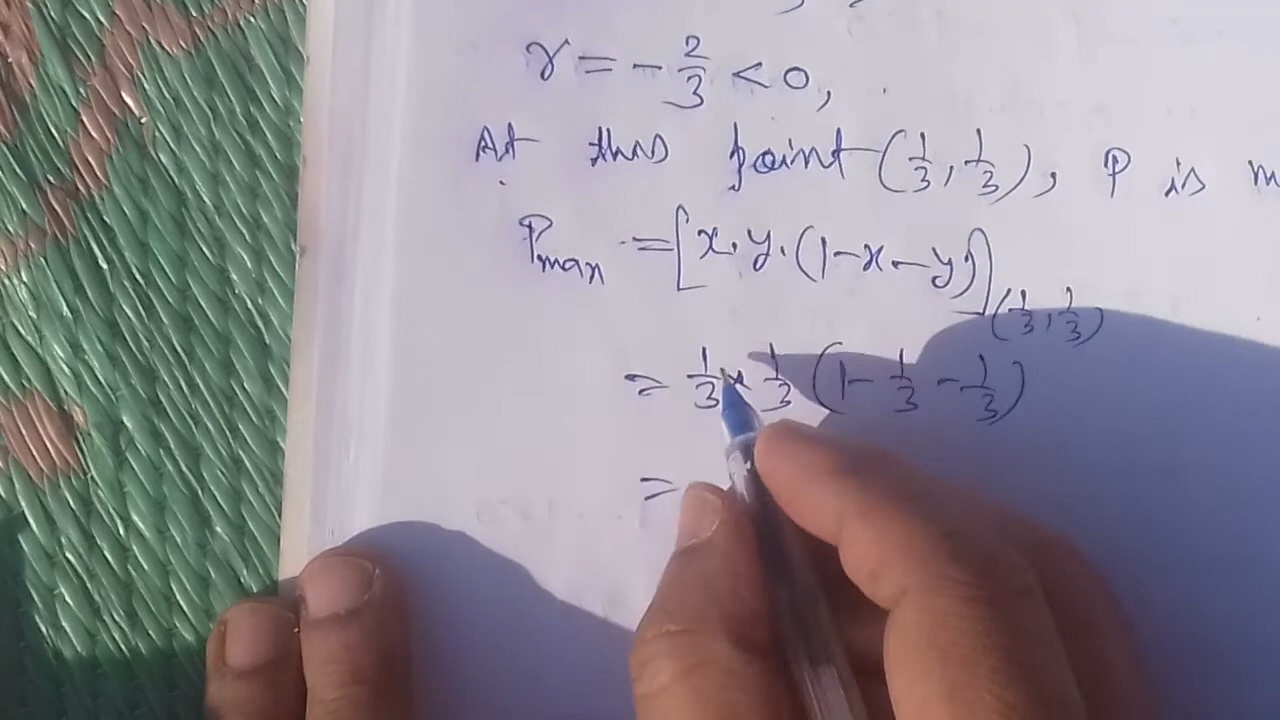 r = - 2/3 < 0,
At this point (1/3, 1/3), P is
Pmax = [x.y.(1-x-y)](1/3, 1/3)
= 1/3 × 1/3 (1 - 1/3 - 1/3)
=